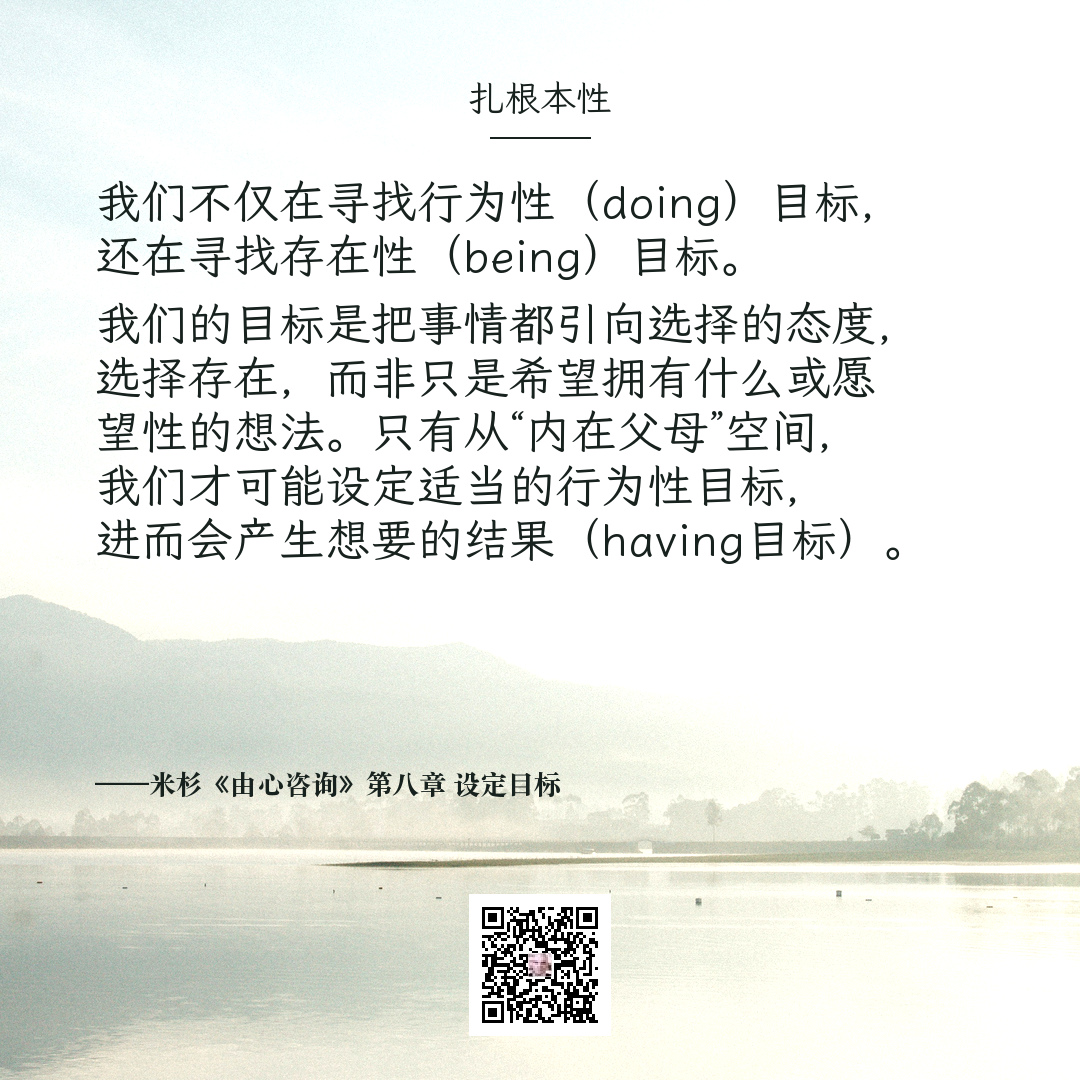 扎根本性
我们不仅在寻找行为性（doing）目标，
还在寻找存在性（being）目标。
我们的目标是把事情都引向选择的态度，
选择存在，而非只是希望拥有什么或愿
望性的想法。只有从“内在父母”空间，
我们才可能设定适当的行为性目标，
进而会产生想要的结果（having目标）。
——米杉《由心咨询》第八章 设定目标